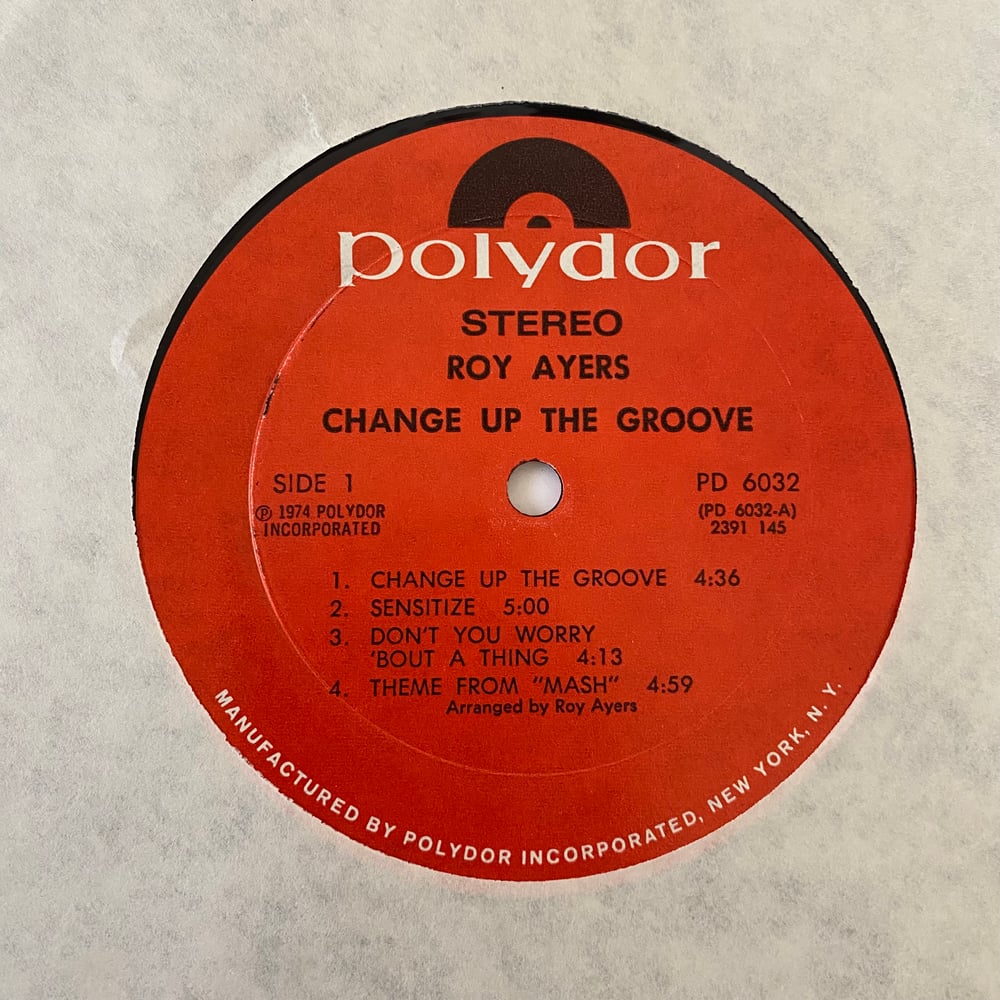 polydor
STEREO
ROY AYERS
CHANGE UP THE GROOVE
SIDE 1
℗ 1974 POLYDOR
INCORPORATED
PD 6032
(PD 6032-A)
2391 145
1. CHANGE UP THE GROOVE 4:36
2. SENSITIZE 5:00
3. DON'T YOU WORRY
'BOUT A THING 4:13
4. THEME FROM "MASH" 4:59
Arranged by Roy Ayers
MANUFACTURED BY POLYDOR INCORPORATED, NEW YORK, N. Y.